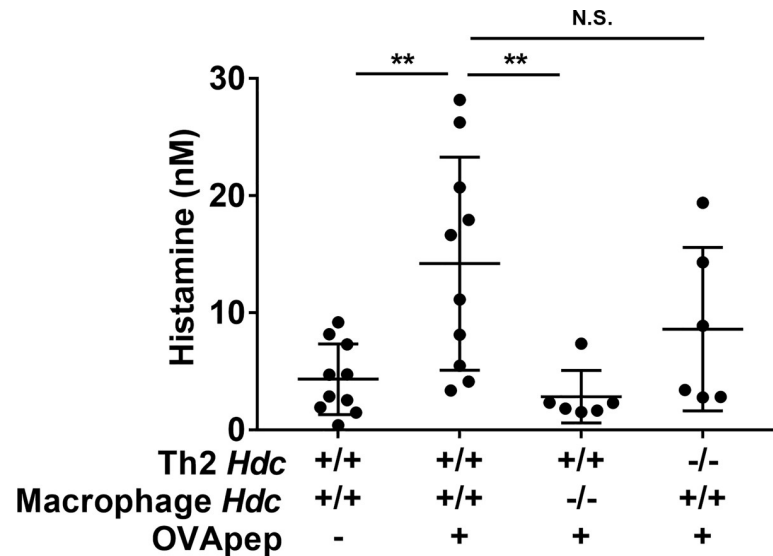 N.S.
** **
30
20
10
0
Histamine (nM)
Th2 Hdc +/+ +/+ +/+ -/-
Macrophage Hdc +/+ +/+ -/- +/+
OVApep - + + +